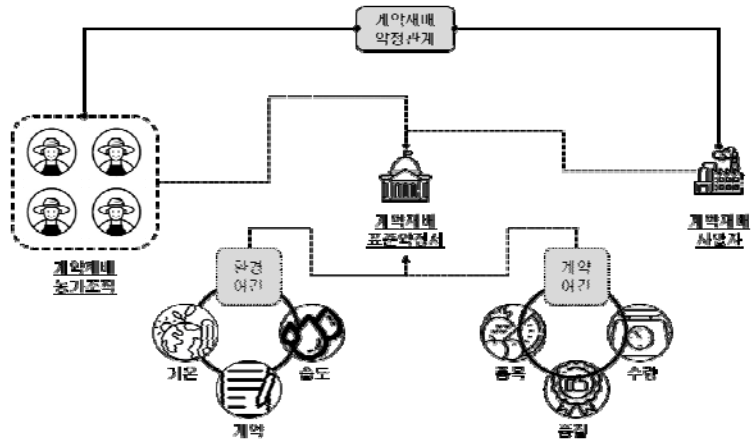 계약재배
약정관계
계약재배
표준약정서
계약재배
사업자
계약재배
농가조직
환경
여건
계약
여건
기온
습도
계약
품목
수량
품질